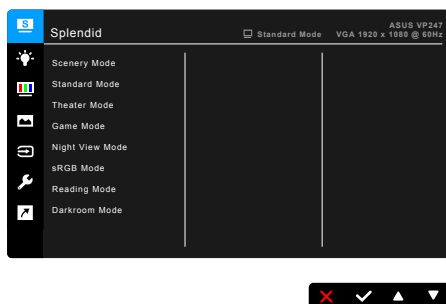 S
Splendid
Standard Mode
ASUS VP247
VGA 1920 x 1080 @ 60Hz
Scenery Mode
Standard Mode
Theater Mode
Game Mode
Night View Mode
sRGB Mode
Reading Mode
Darkroom Mode